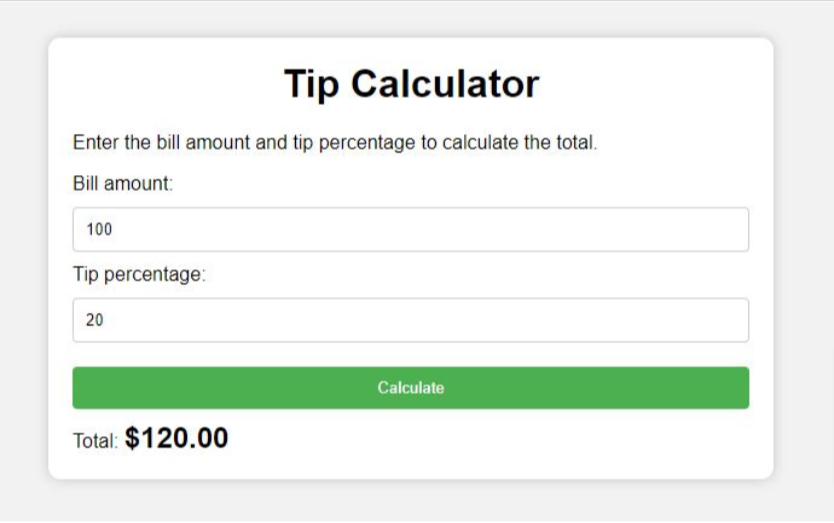 Tip Calculator
Enter the bill amount and tip percentage to calculate the total.
Bill amount:
100
Tip percentage:
20
Calculate
Total: $120.00